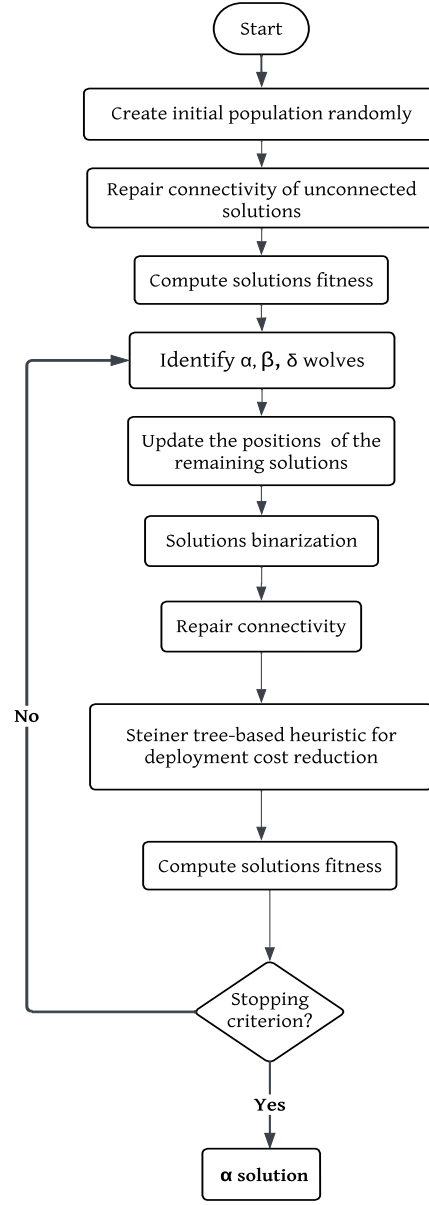 Start
Create initial population randomly
Repair connectivity of unconnected
solutions
Compute solutions fitness
Identify α, β, δ wolves
Update the positions of the
remaining solutions
Solutions binarization
Repair connectivity
No
Steiner tree-based heuristic for
deployment cost reduction
Compute solutions fitness
Stopping
criterion?
Yes
α solution